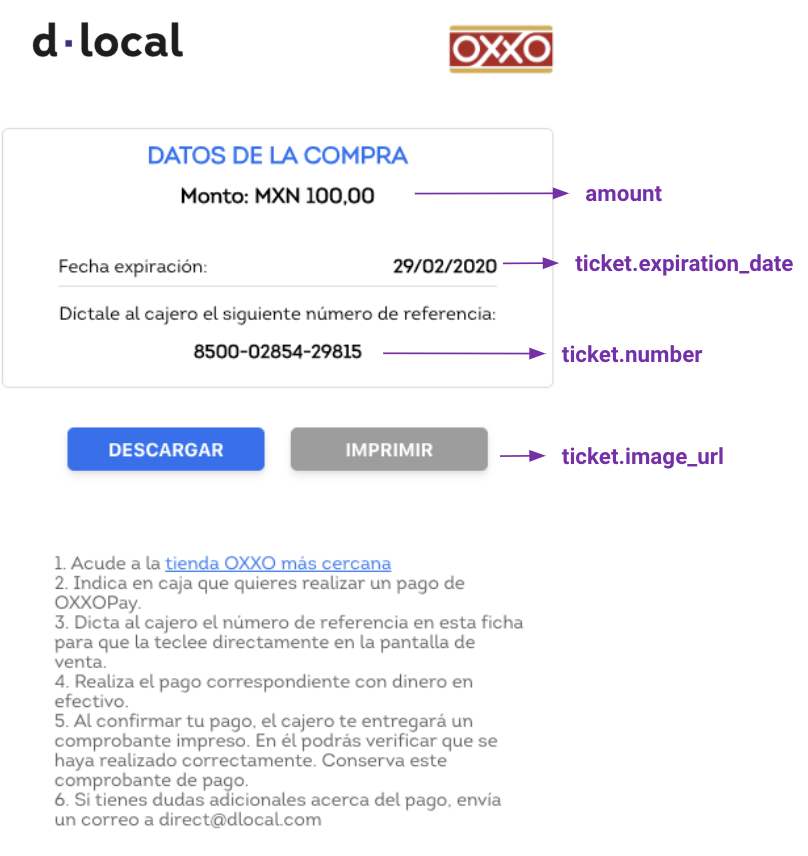 d·local
OXXO
DATOS DE LA COMPRA
Monto: MXN 100,00
amount
Fecha expiración:
29/02/2020
ticket.expiration_date
Díctale al cajero el siguiente número de referencia:
8500-02854-29815
ticket.number
DESCARGAR
IMPRIMIR
ticket.image_url
1. Acude a la tienda OXXO más cercana
2. Indica en caja que quieres realizar un pago de
OXXOPay.
3. Dicta al cajero el número de referencia en esta ficha
para que la teclee directamente en la pantalla de
venta.
4. Realiza el pago correspondiente con dinero en
efectivo.
5. Al confirmar tu pago, el cajero te entregará un
comprobante impreso. En él podrás verificar que se
haya realizado correctamente. Conserva este
comprobante de pago.
6. Si tienes dudas adicionales acerca del pago, envía
un correo a direct@dlocal.com